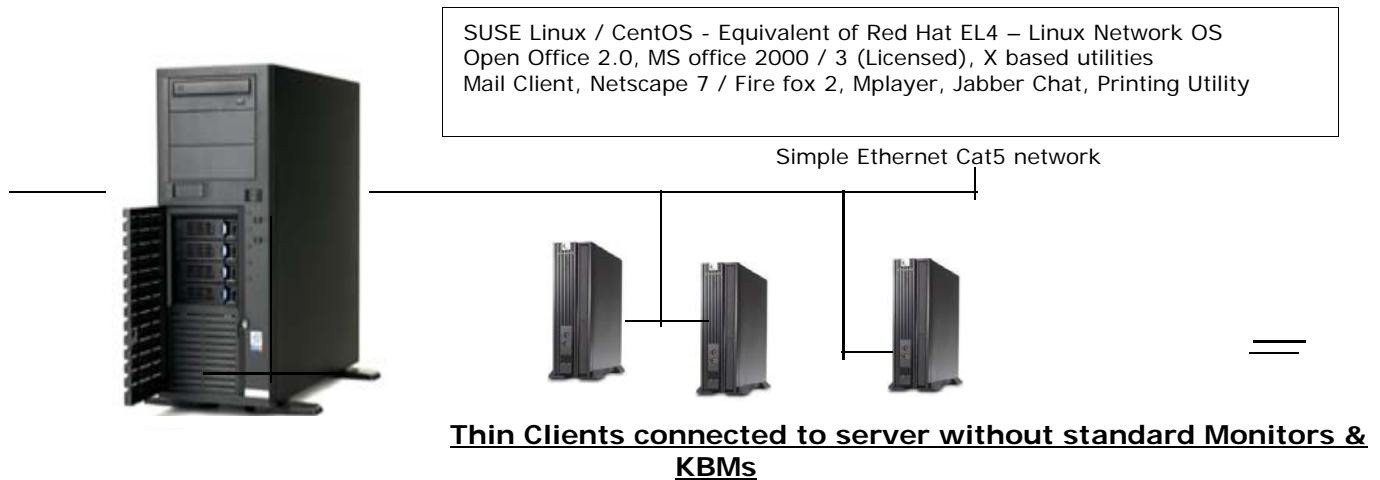 SUSE Linux / CentOS - Equivalent of Red Hat EL4 – Linux Network OS
Open Office 2.0, MS office 2000 / 3 (Licensed), X based utilities
Mail Client, Netscape 7 / Fire fox 2, Mplayer, Jabber Chat, Printing Utility
Simple Ethernet Cat5 network
Thin Clients connected to server without standard Monitors &
KBMs